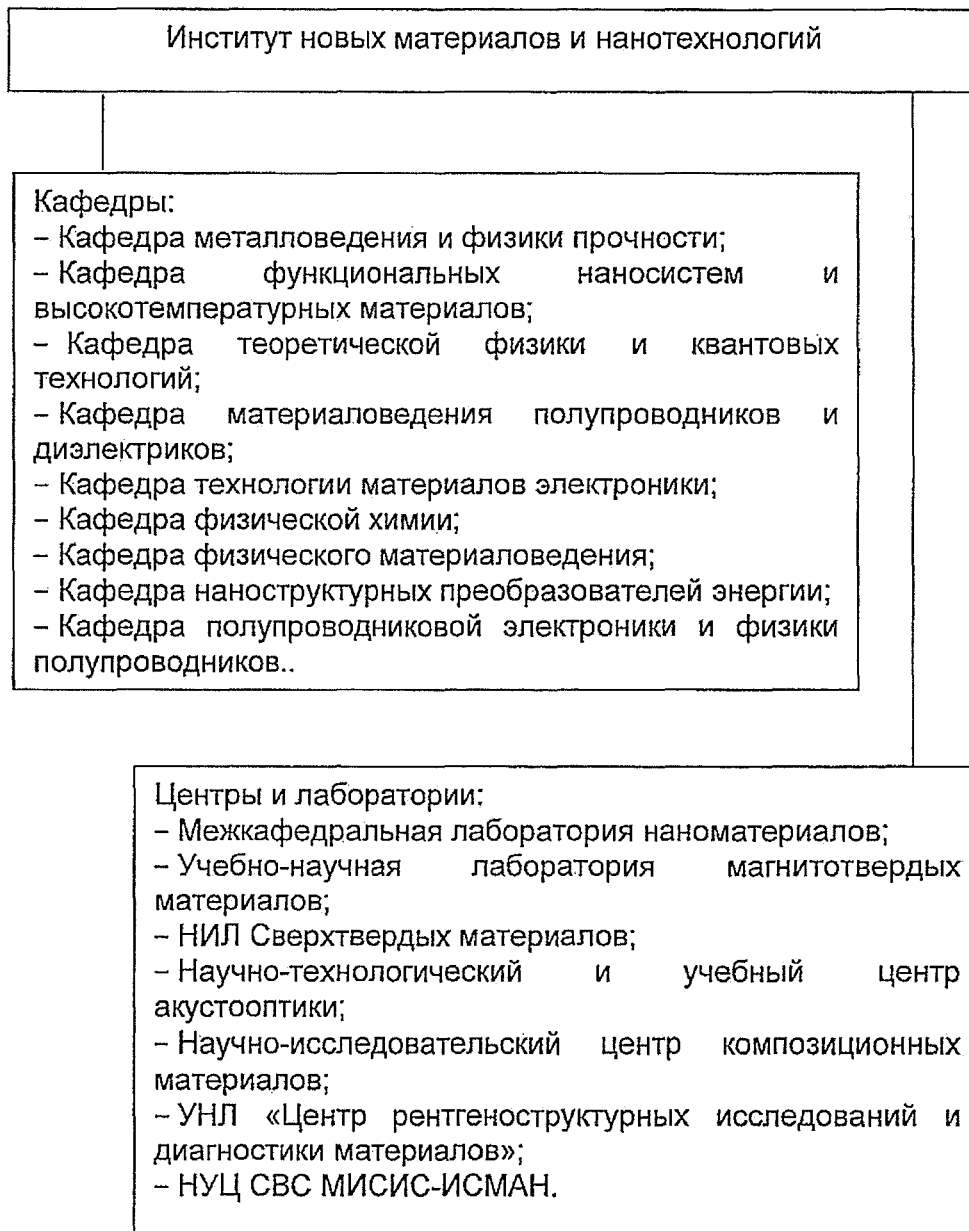 Институт новых материалов и нанотехнологий
Кафедры:
– Кафедра металловедения и физики прочности;
– Кафедра функциональных наносистем и
высокотемпературных материалов;
– Кафедра теоретической физики и квантовых
технологий;
– Кафедра материаловедения полупроводников и
диэлектриков;
– Кафедра технологии материалов электроники;
– Кафедра физической химии;
– Кафедра физического материаловедения;
– Кафедра наноструктурных преобразователей энергии;
– Кафедра полупроводниковой электроники и физики
полупроводников..
Центры и лаборатории:
– Межкафедральная лаборатория наноматериалов;
– Учебно-научная лаборатория магнитотвердых
материалов;
– НИЛ Сверхтвердых материалов;
– Научно-технологический и учебный центр
акустооптики;
– Научно-исследовательский центр композиционных
материалов;
– УНЛ «Центр рентгеноструктурных исследований и
диагностики материалов»;
– НУЦ СВС МИСИС-ИСМАН.